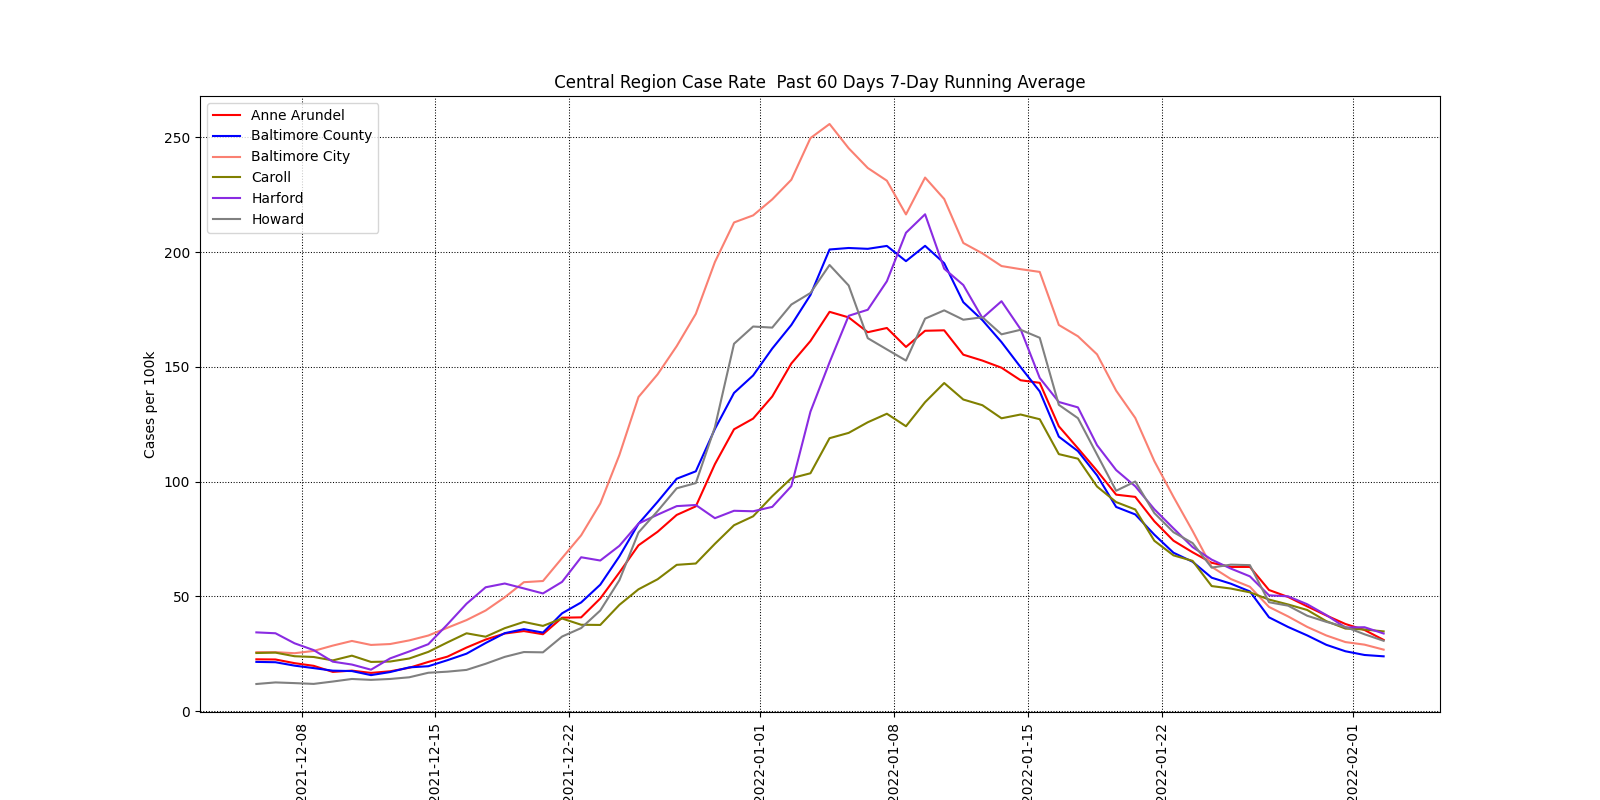 Central Region Case Rate  Past 60 Days 7-Day Running Average
Anne Arundel
Baltimore County
Baltimore City
Caroll
Harford
Howard
Cases per 100k
250
200
150
100
50
0
2021-12-08
2021-12-15
2021-12-22
2022-01-01
2022-01-08
2022-01-15
2022-01-22
2022-02-01